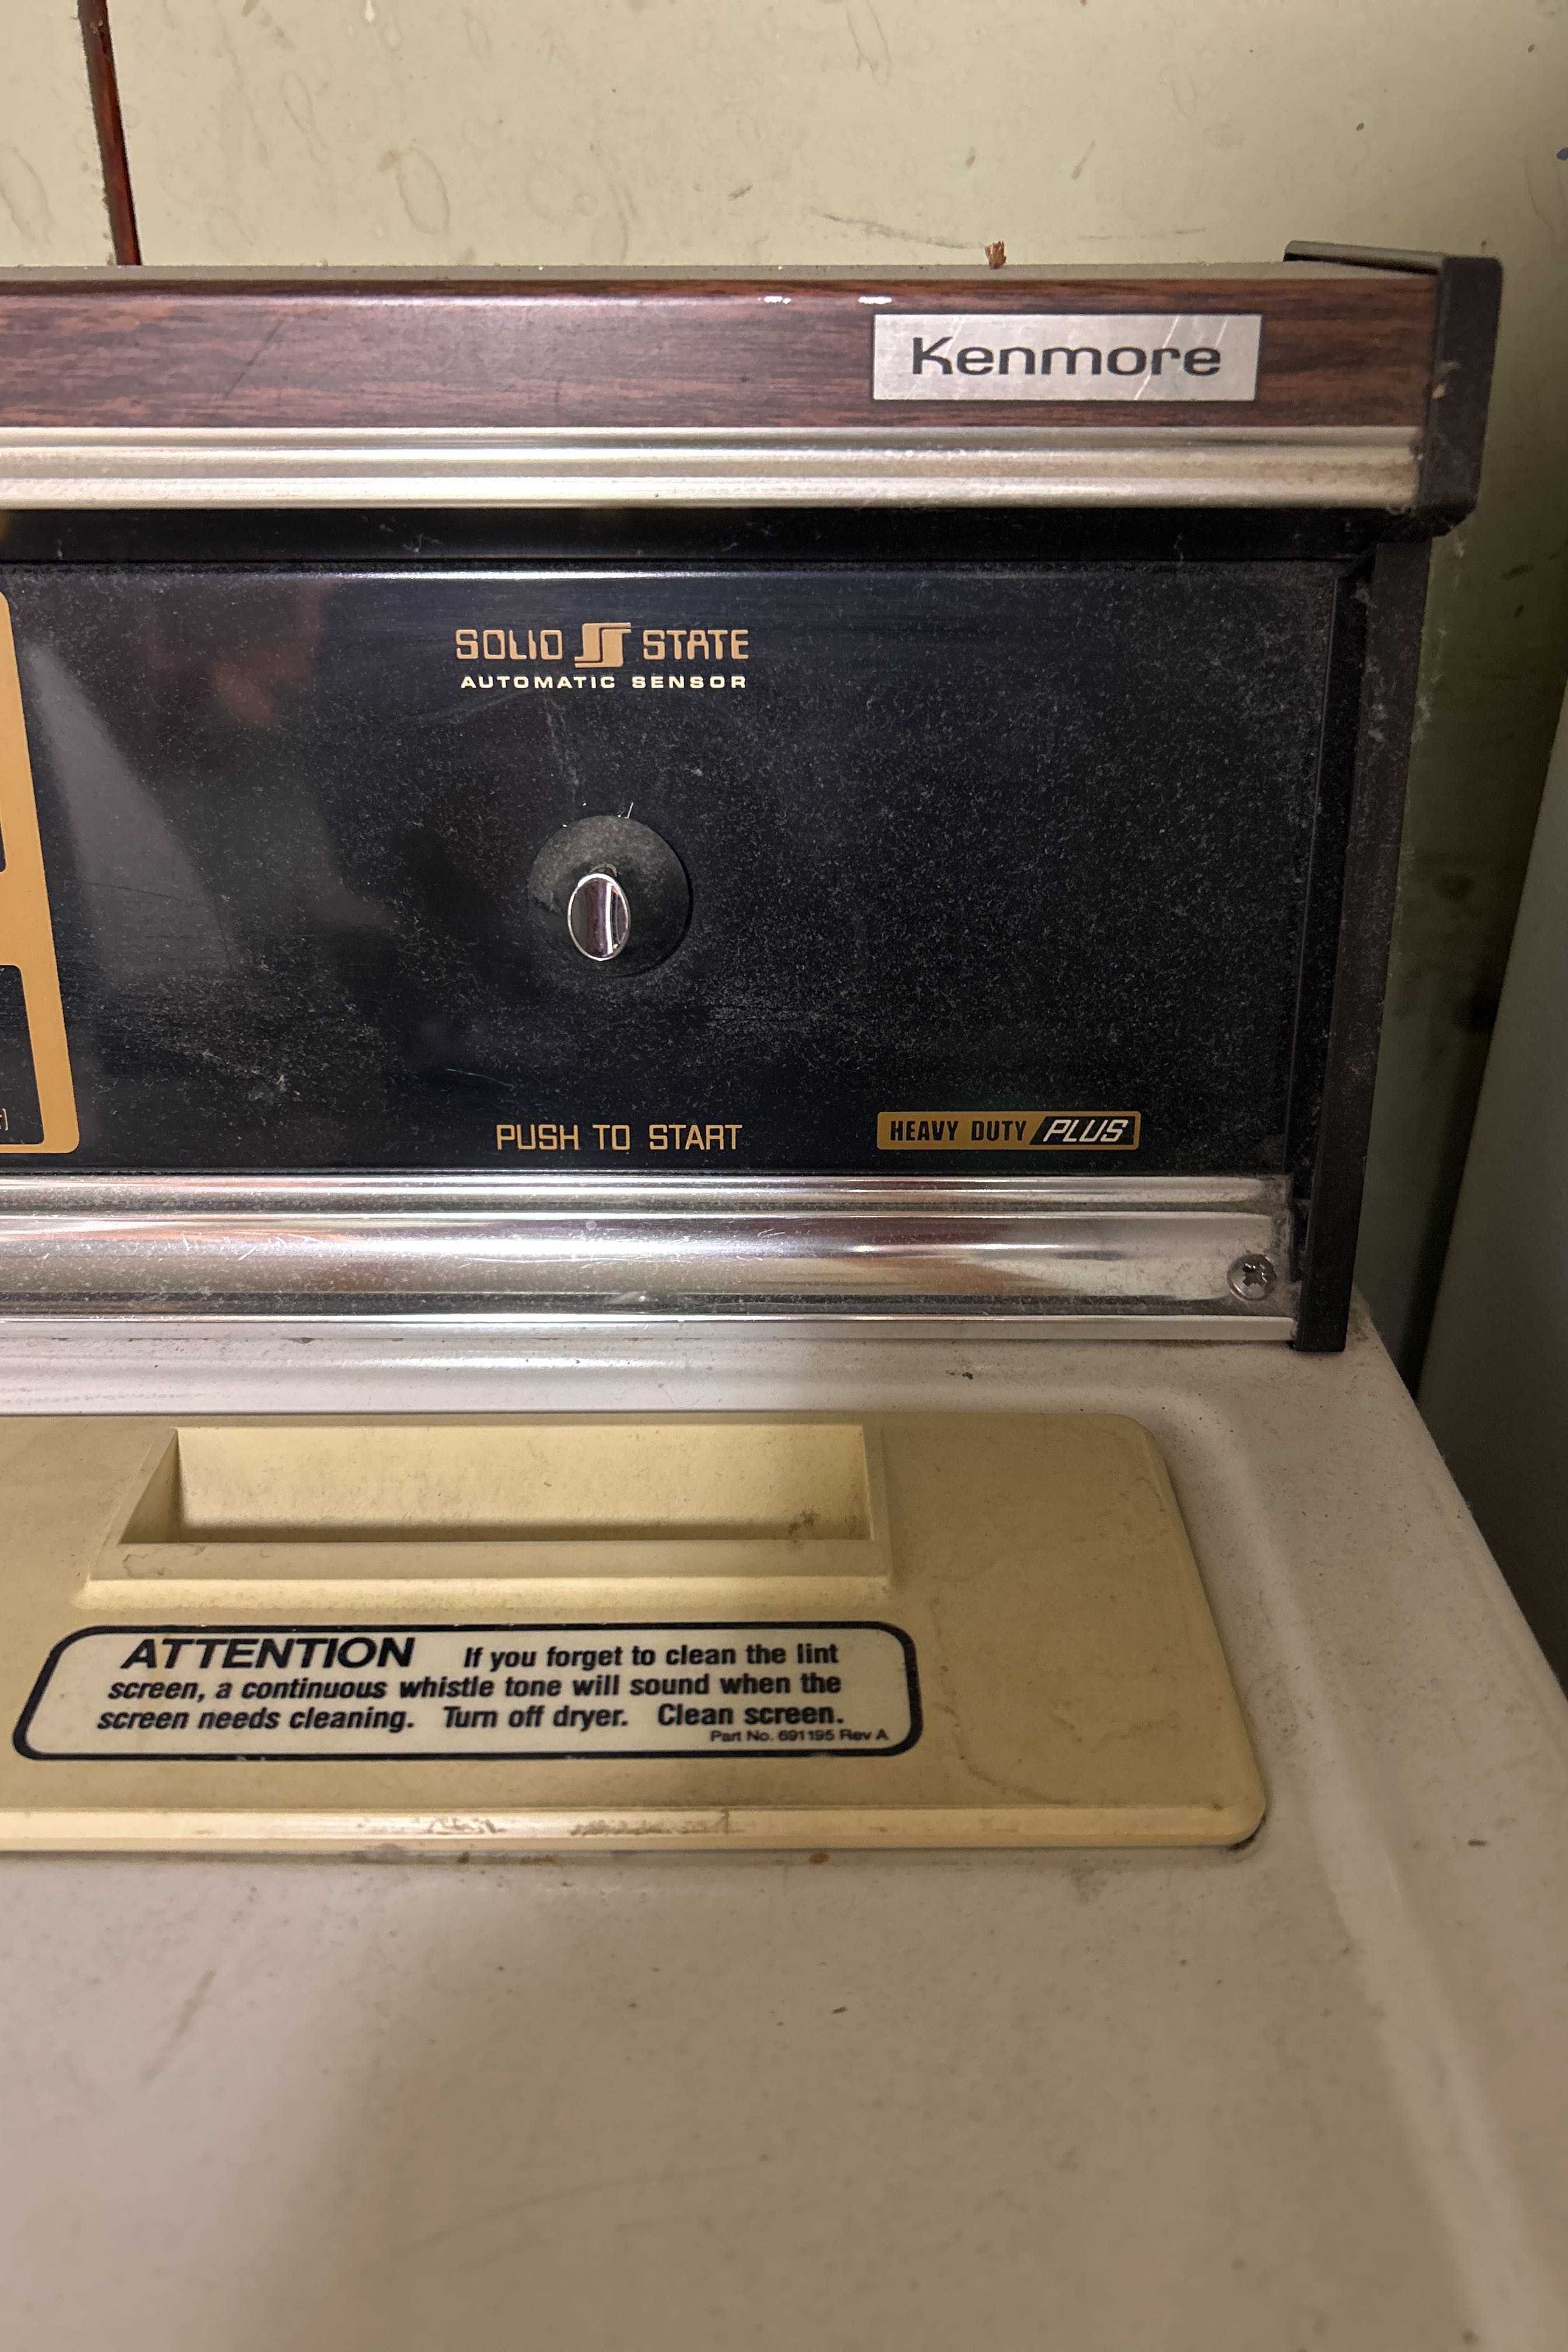 Kenmore
SOLID STATE
AUTOMATIC SENSOR
PUSH TO START
HEAVY DUTY PLUS
ATTENTION If you forget to clean the lint
screen, a continuous whistle tone will sound when the
screen needs cleaning. Turn off dryer. Clean screen.
Part No. 691195 Rev A